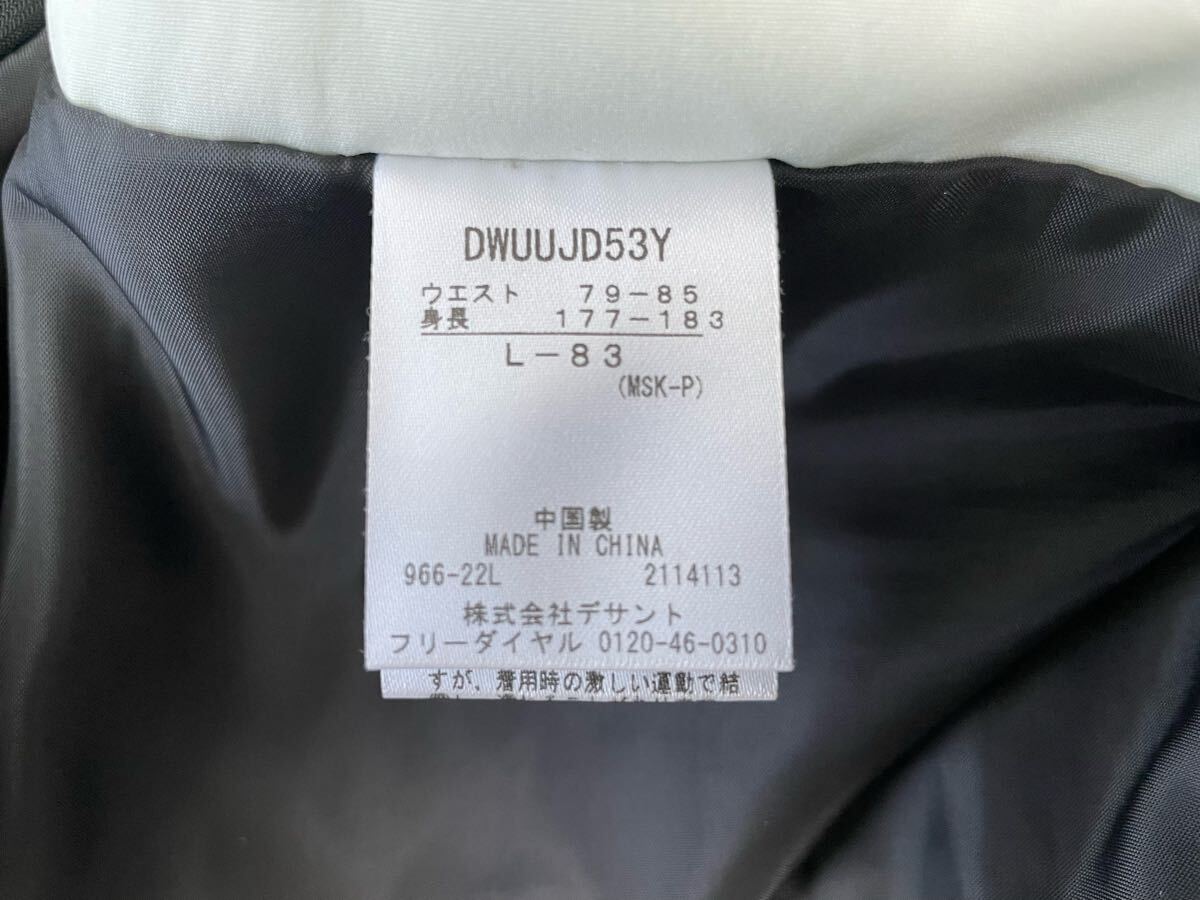 DWUUJD53Y
ウエスト 79-85
身長 177-183
L-83
(MSK-P)
中国製
MADE IN CHINA
966-22L 2114113
株式会社デサント
フリーダイヤル 0120-46-0310
すが、着用時の激しい運動で結